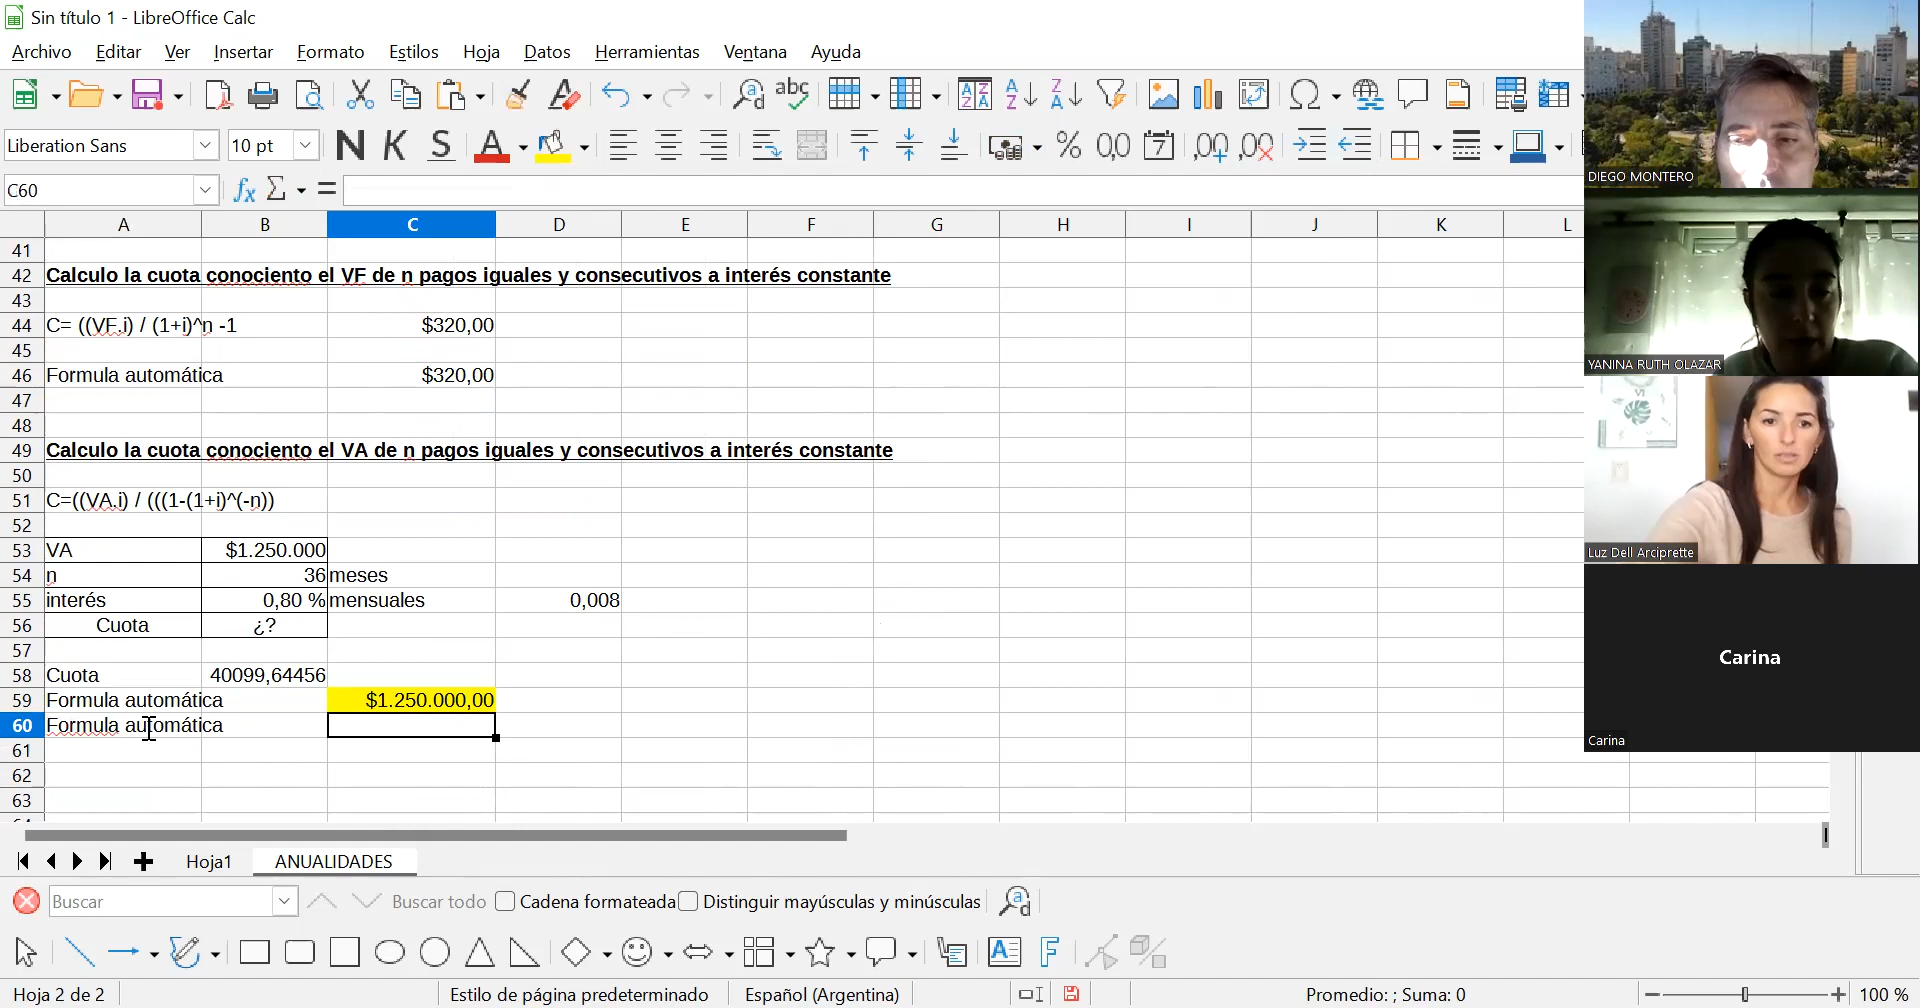 Sin título 1 - LibreOffice Calc
Archivo Editar Ver Insertar Formato Estilos Hoja Datos Herramientas Ventana Ayuda
Liberation Sans 10 pt N K S A
C60 fx Σ =
A B C D E F G H I J K L
41
42 Calculo la cuota conociento el VF de n pagos iguales y consecutivos a interés constante
43
44 C= ((VF.i) / (1+i)^n -1 $320,00
45
46 Formula automática $320,00
47
48
49 Calculo la cuota conociento el VA de n pagos iguales y consecutivos a interés constante
50
51 C=((VA.i) / (((1-(1+i)^(-n))
52
53 VA $1.250.000
54 n 36 meses
55 interés 0,80 % mensuales 0,008
56 Cuota ¿?
57
58 Cuota 40099,64456
59 Formula automática $1.250.000,00
60 Formula automática
61
62
63
Hoja1 ANUALIDADES
Buscar Buscar todo Cadena formateada Distinguir mayúsculas y minúsculas
Hoja 2 de 2 Estilo de página predeterminado Español (Argentina) Promedio: ; Suma: 0 100 %
DIEGO MONTERO
YANINA RUTH OLAZAR
Luz Dell Arciprette
Carina
Carina